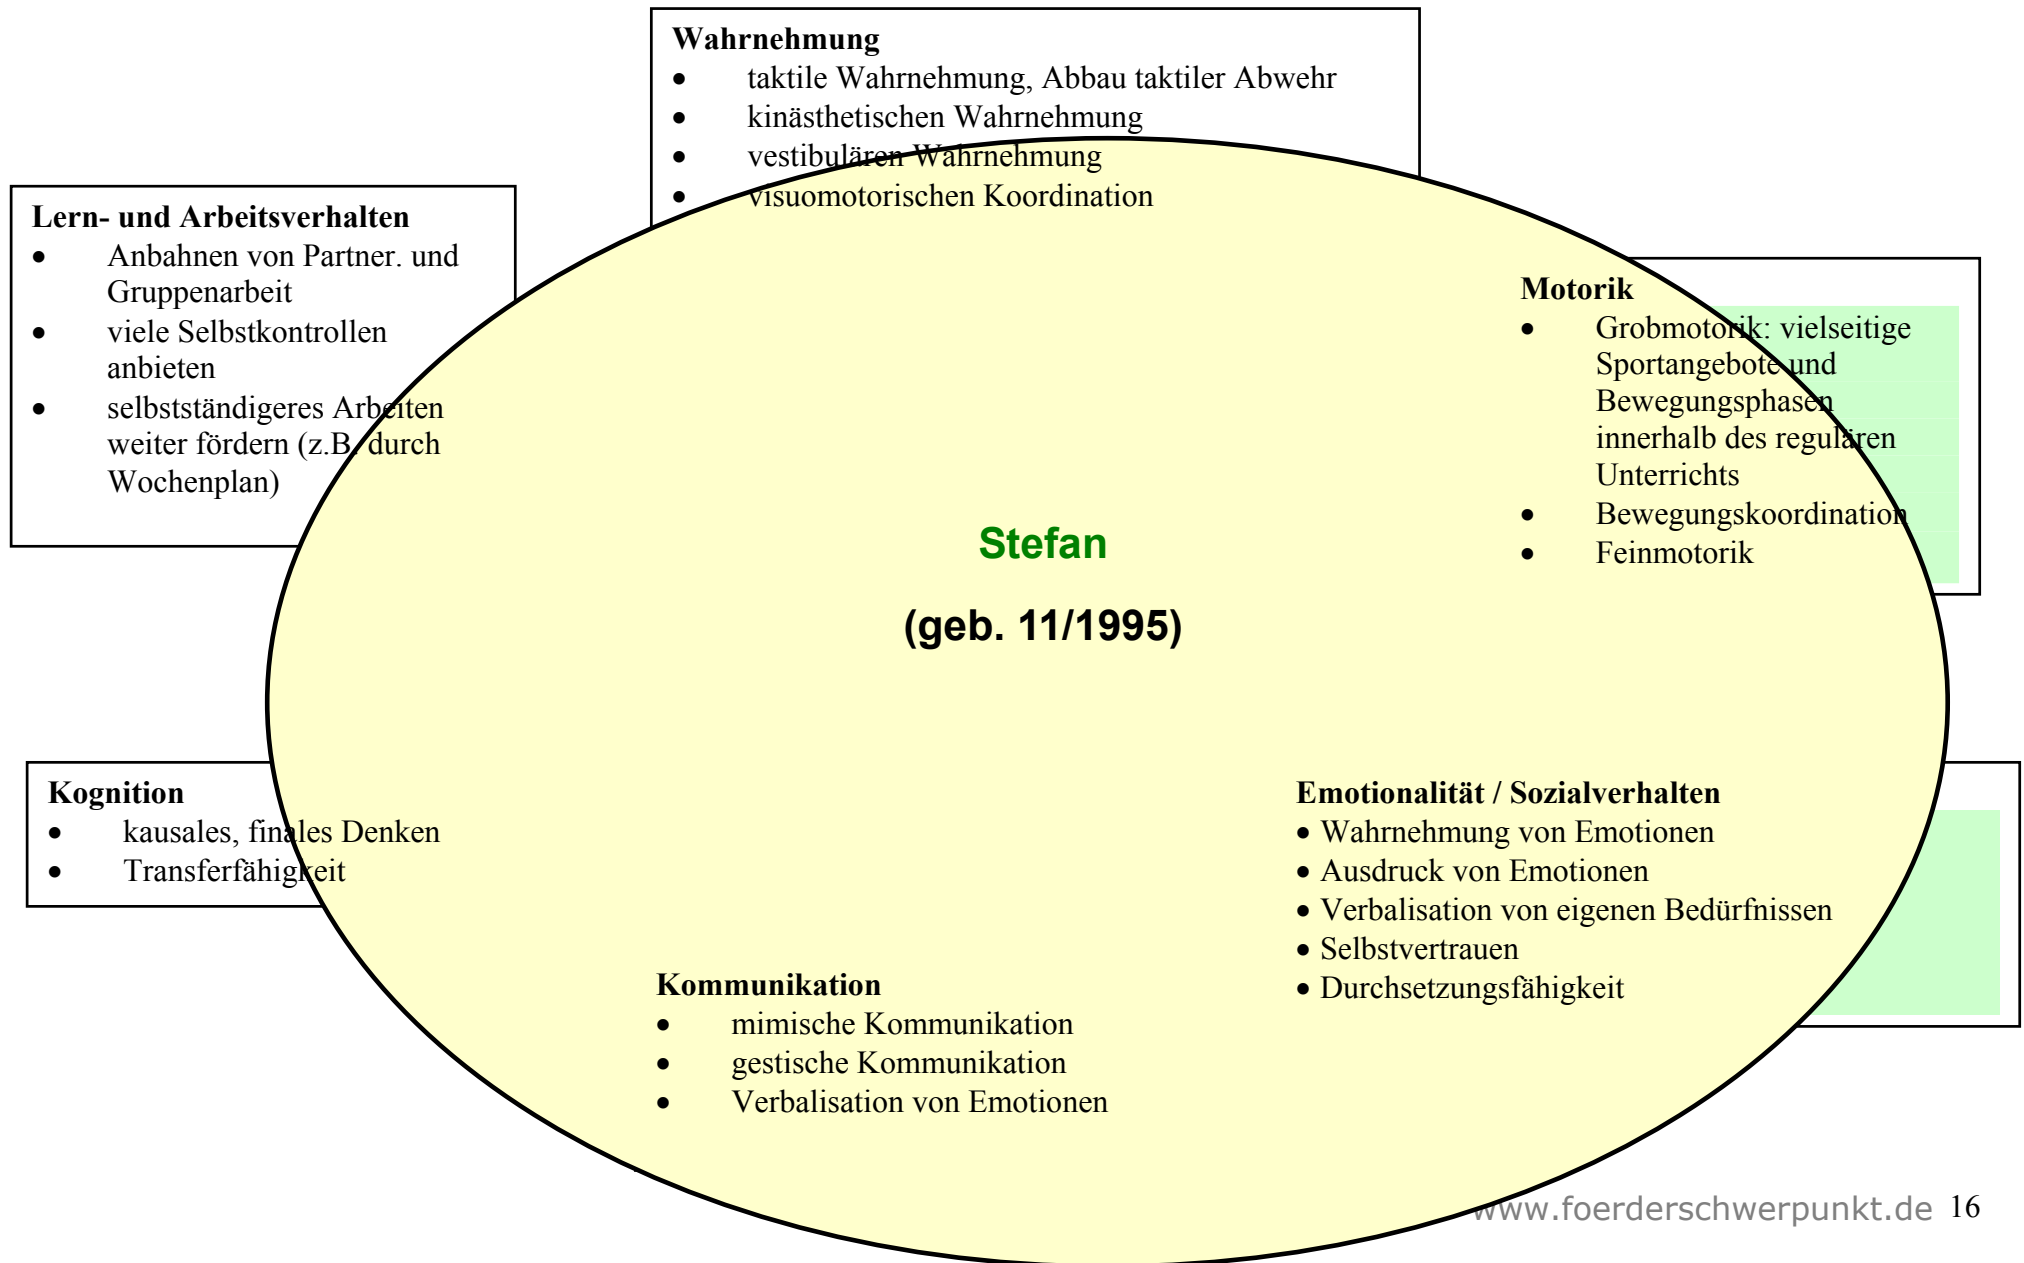 Wahrnehmung
• taktile Wahrnehmung, Abbau taktiler Abwehr
• kinästhetischen Wahrnehmung
• vestibulären Wahrnehmung
• visuomotorischen Koordination
Lern- und Arbeitsverhalten
• Anbahnen von Partner. und
Gruppenarbeit
• viele Selbstkontrollen
anbieten
• selbstständigeres Arbeiten
weiter fördern (z.B. durch
Wochenplan)
Motorik
• Grobmotorik: vielseitige
Sportangebote und
Bewegungsphasen
innerhalb des regulären
Unterrichts
• Bewegungskoordination
• Feinmotorik
Stefan
(geb. 11/1995)
Kognition
• kausales, finales Denken
• Transferfähigkeit
Emotionalität / Sozialverhalten
• Wahrnehmung von Emotionen
• Ausdruck von Emotionen
• Verbalisation von eigenen Bedürfnissen
• Selbstvertrauen
• Durchsetzungsfähigkeit
Kommunikation
• mimische Kommunikation
• gestische Kommunikation
• Verbalisation von Emotionen
www.foerderschwerpunkt.de 16